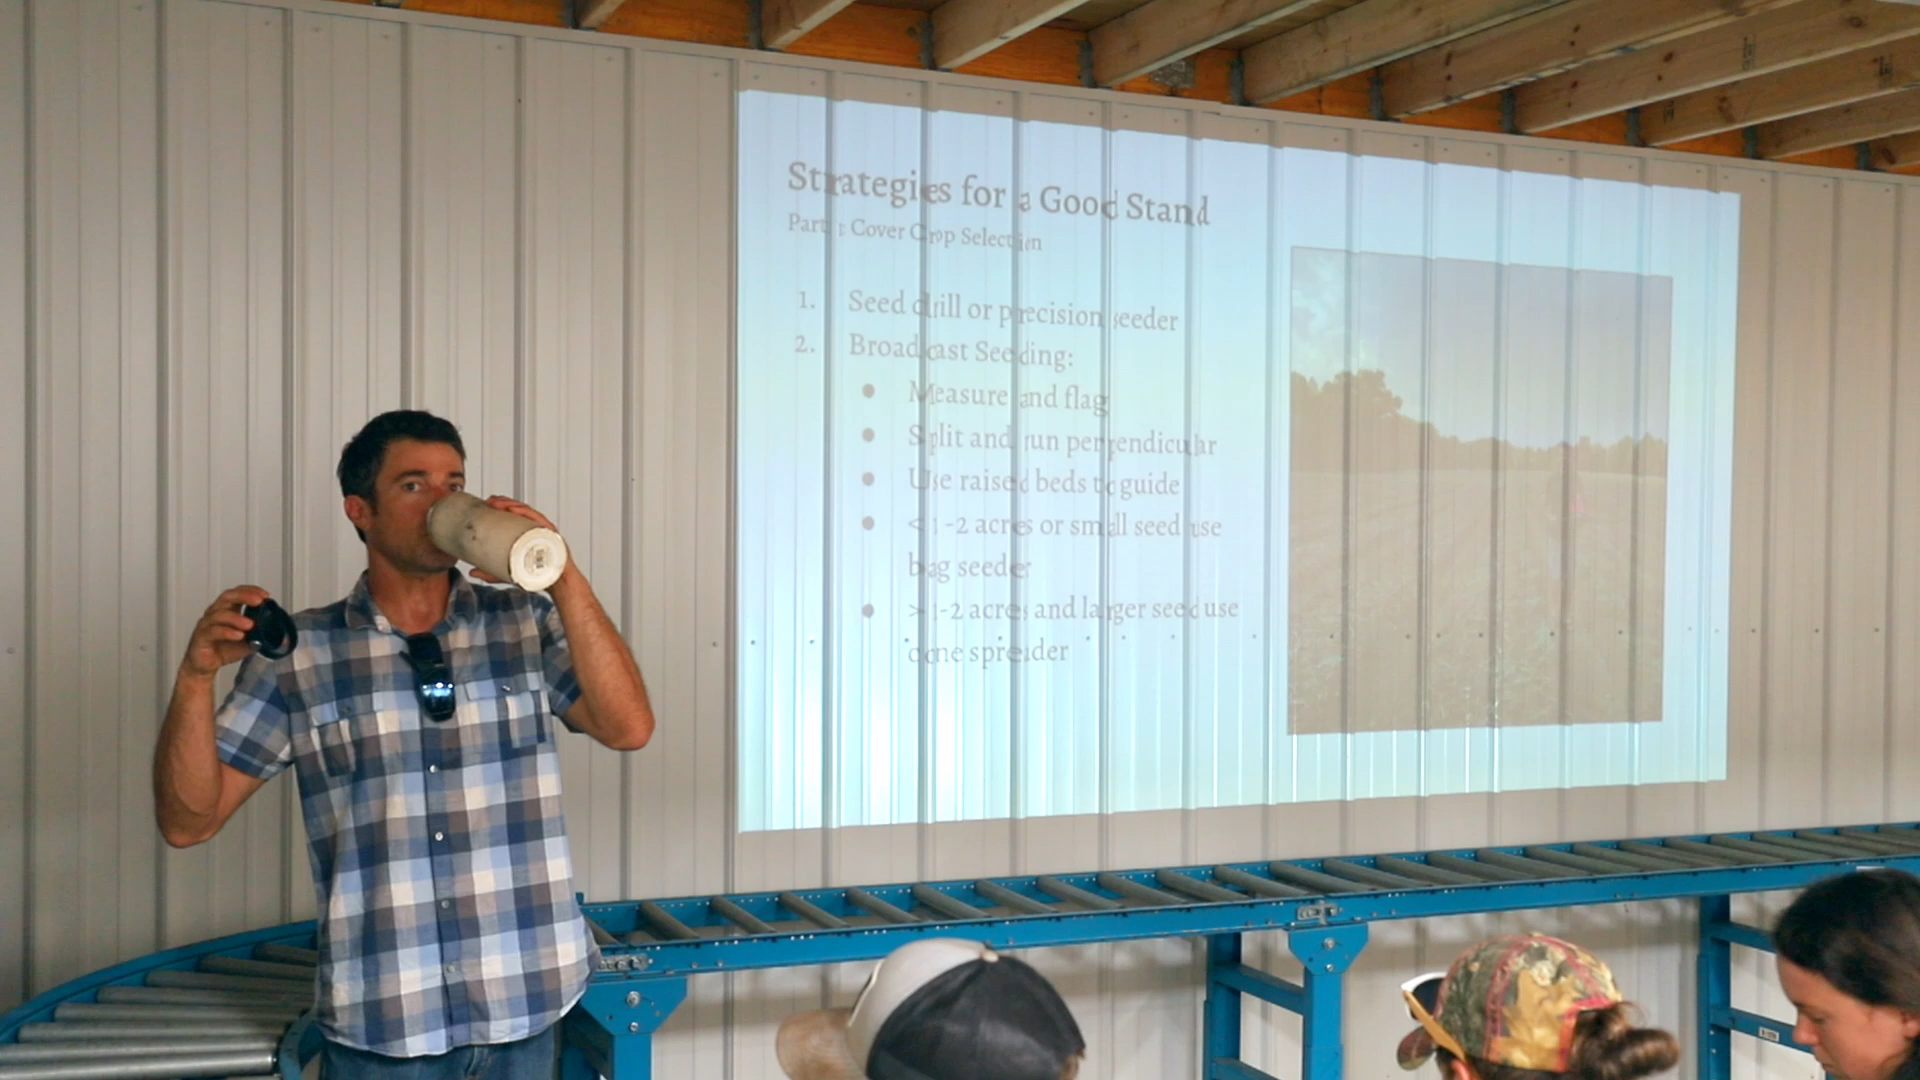 Strategies for a Good Stand
Part 1: Cover Crop Selection
1. Seed drill or precision seeder
2. Broadcast Seeding:
● Measure and flag
● Split and run perpendicular
● Use raised beds to guide
● < 1-2 acres or small seed use
bag seeder
● > 1-2 acres and larger seed use
cone spreader